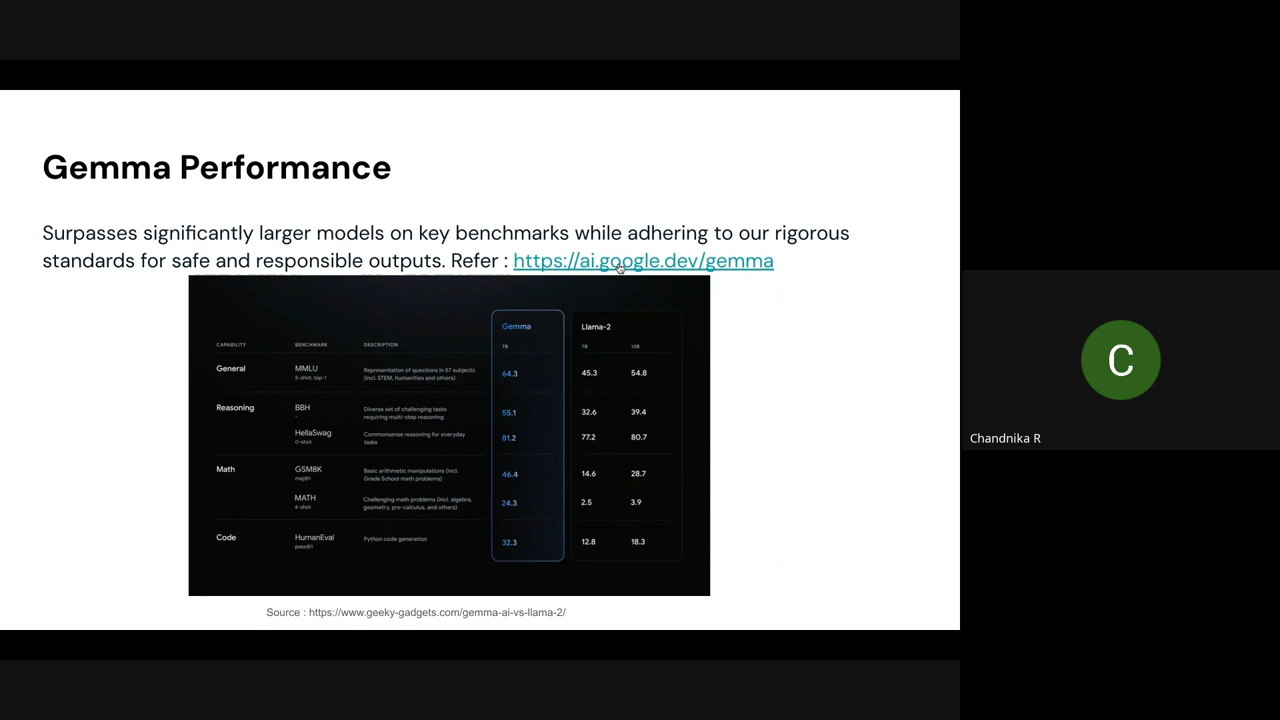 Gemma Performance
Surpasses significantly larger models on key benchmarks while adhering to our rigorous
standards for safe and responsible outputs. Refer : https://ai.google.dev/gemma
Gemma Llama-2
CAPABILITY BENCHMARK DESCRIPTION 7B 7B 13B
General MMLU Representation of questions in 57 subjects 64.3 45.3 54.8
5-shot, top-1 (incl. STEM, humanities and others)
Reasoning BBH Diverse set of challenging tasks 55.1 32.6 39.4
- requiring multi-step reasoning
HellaSwag Commonsense reasoning for everyday 81.2 77.2 80.7
0-shot tasks
Math GSM8K Basic arithmetic manipulations (incl. 46.4 14.6 28.7
maj@1 Grade School math problems)
MATH Challenging math problems (incl. algebra, 24.3 2.5 3.9
4-shot geometry, pre-calculus, and others)
Code HumanEval Python code generation 32.3 12.8 18.3
pass@1
Source : https://www.geeky-gadgets.com/gemma-ai-vs-llama-2/
C
Chandnika R